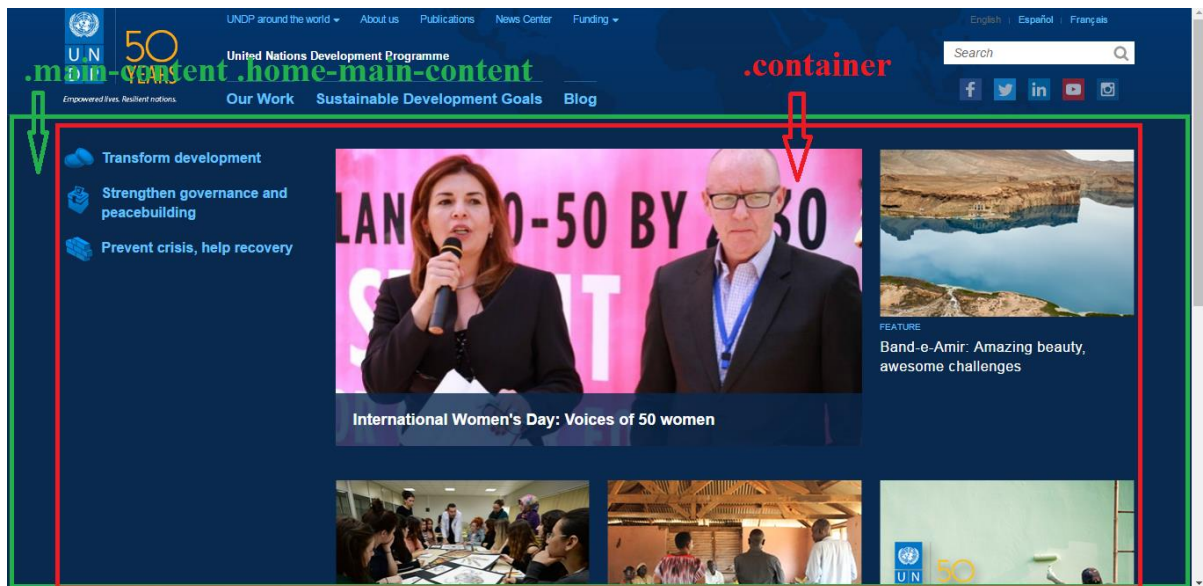 UNDP around the world About us Publications News Center Funding
English Español Français
U N
D P
50
YEARS
Empowered lives. Resilient nations.
United Nations Development Programme
Search
.main-content .home-main-content
.container
Our Work Sustainable Development Goals Blog
f in
Transform development
Strengthen governance and
peacebuilding
Prevent crisis, help recovery
50 BY
International Women's Day: Voices of 50 women
FEATURE
Band-e-Amir: Amazing beauty,
awesome challenges
U N
50